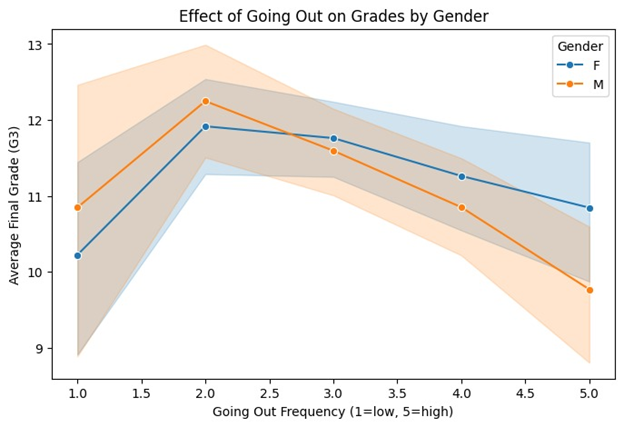 Effect of Going Out on Grades by Gender
Gender
F
M
Average Final Grade (G3)
13
12
11
10
9
1.0 1.5 2.0 2.5 3.0 3.5 4.0 4.5 5.0
Going Out Frequency (1=low, 5=high)